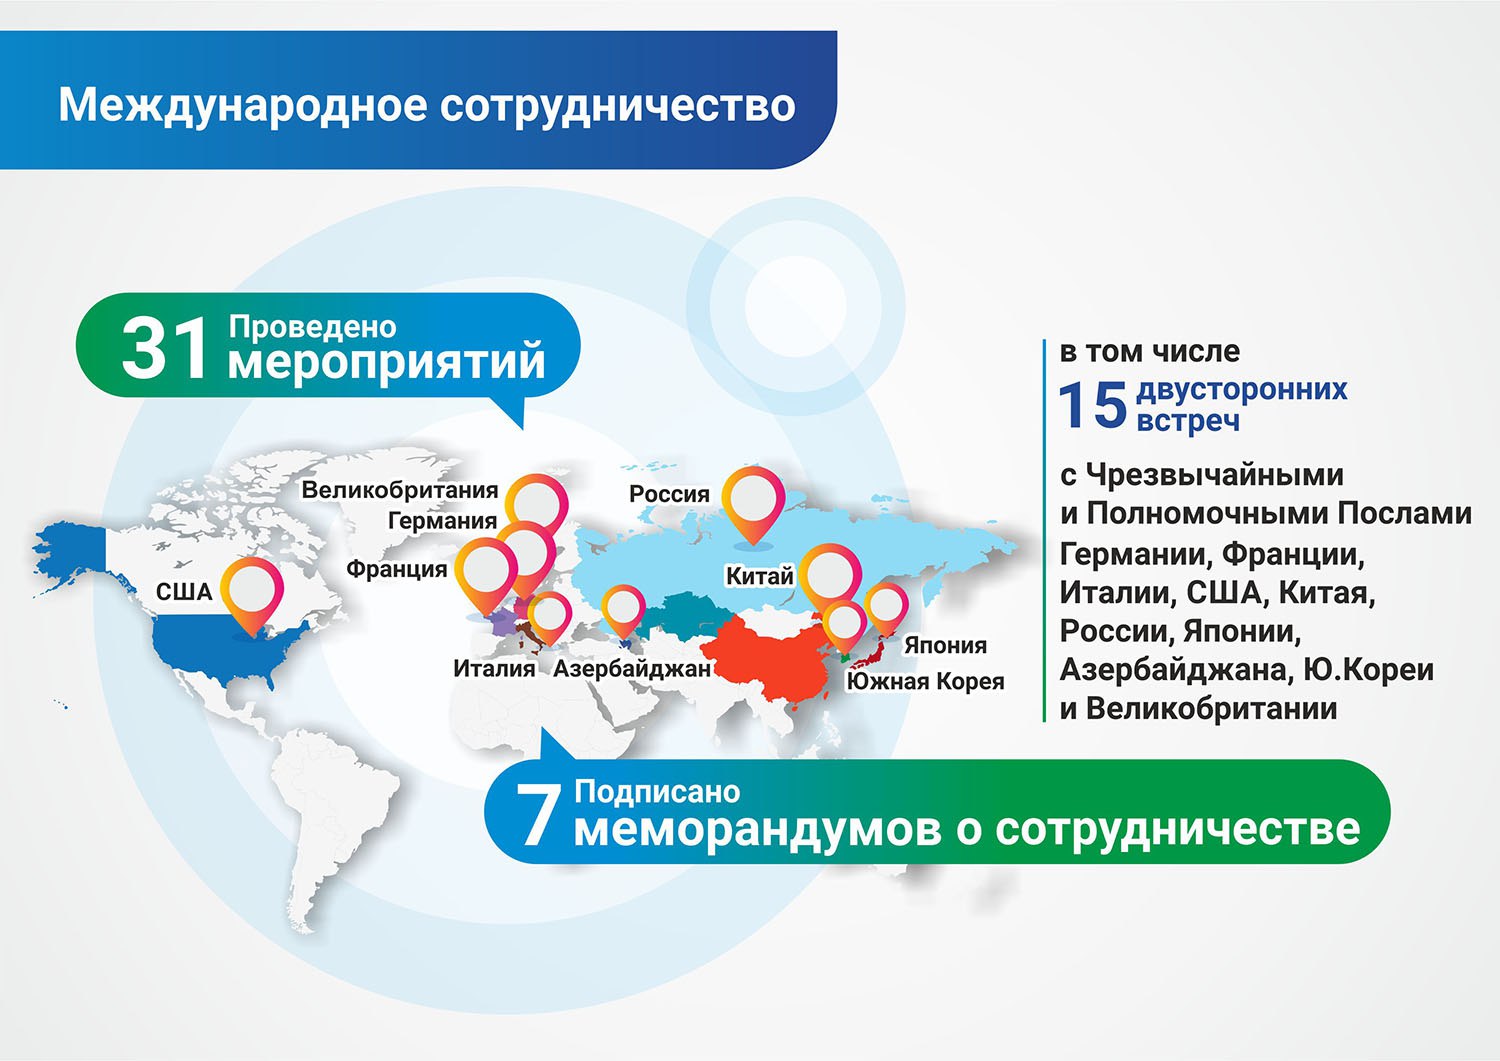 Международное сотрудничество
31 Проведено
мероприятий
в том числе
15 двусторонних
встреч
с Чрезвычайными
и Полномочными Послами
Германии, Франции,
Италии, США, Китая,
России, Японии,
Азербайджана, Ю.Кореи
и Великобритании
Великобритания
Германия
Франция
США
Россия
Китай
Италия
Азербайджан
Япония
Южная Корея
7 Подписано
меморандумов о сотрудничестве